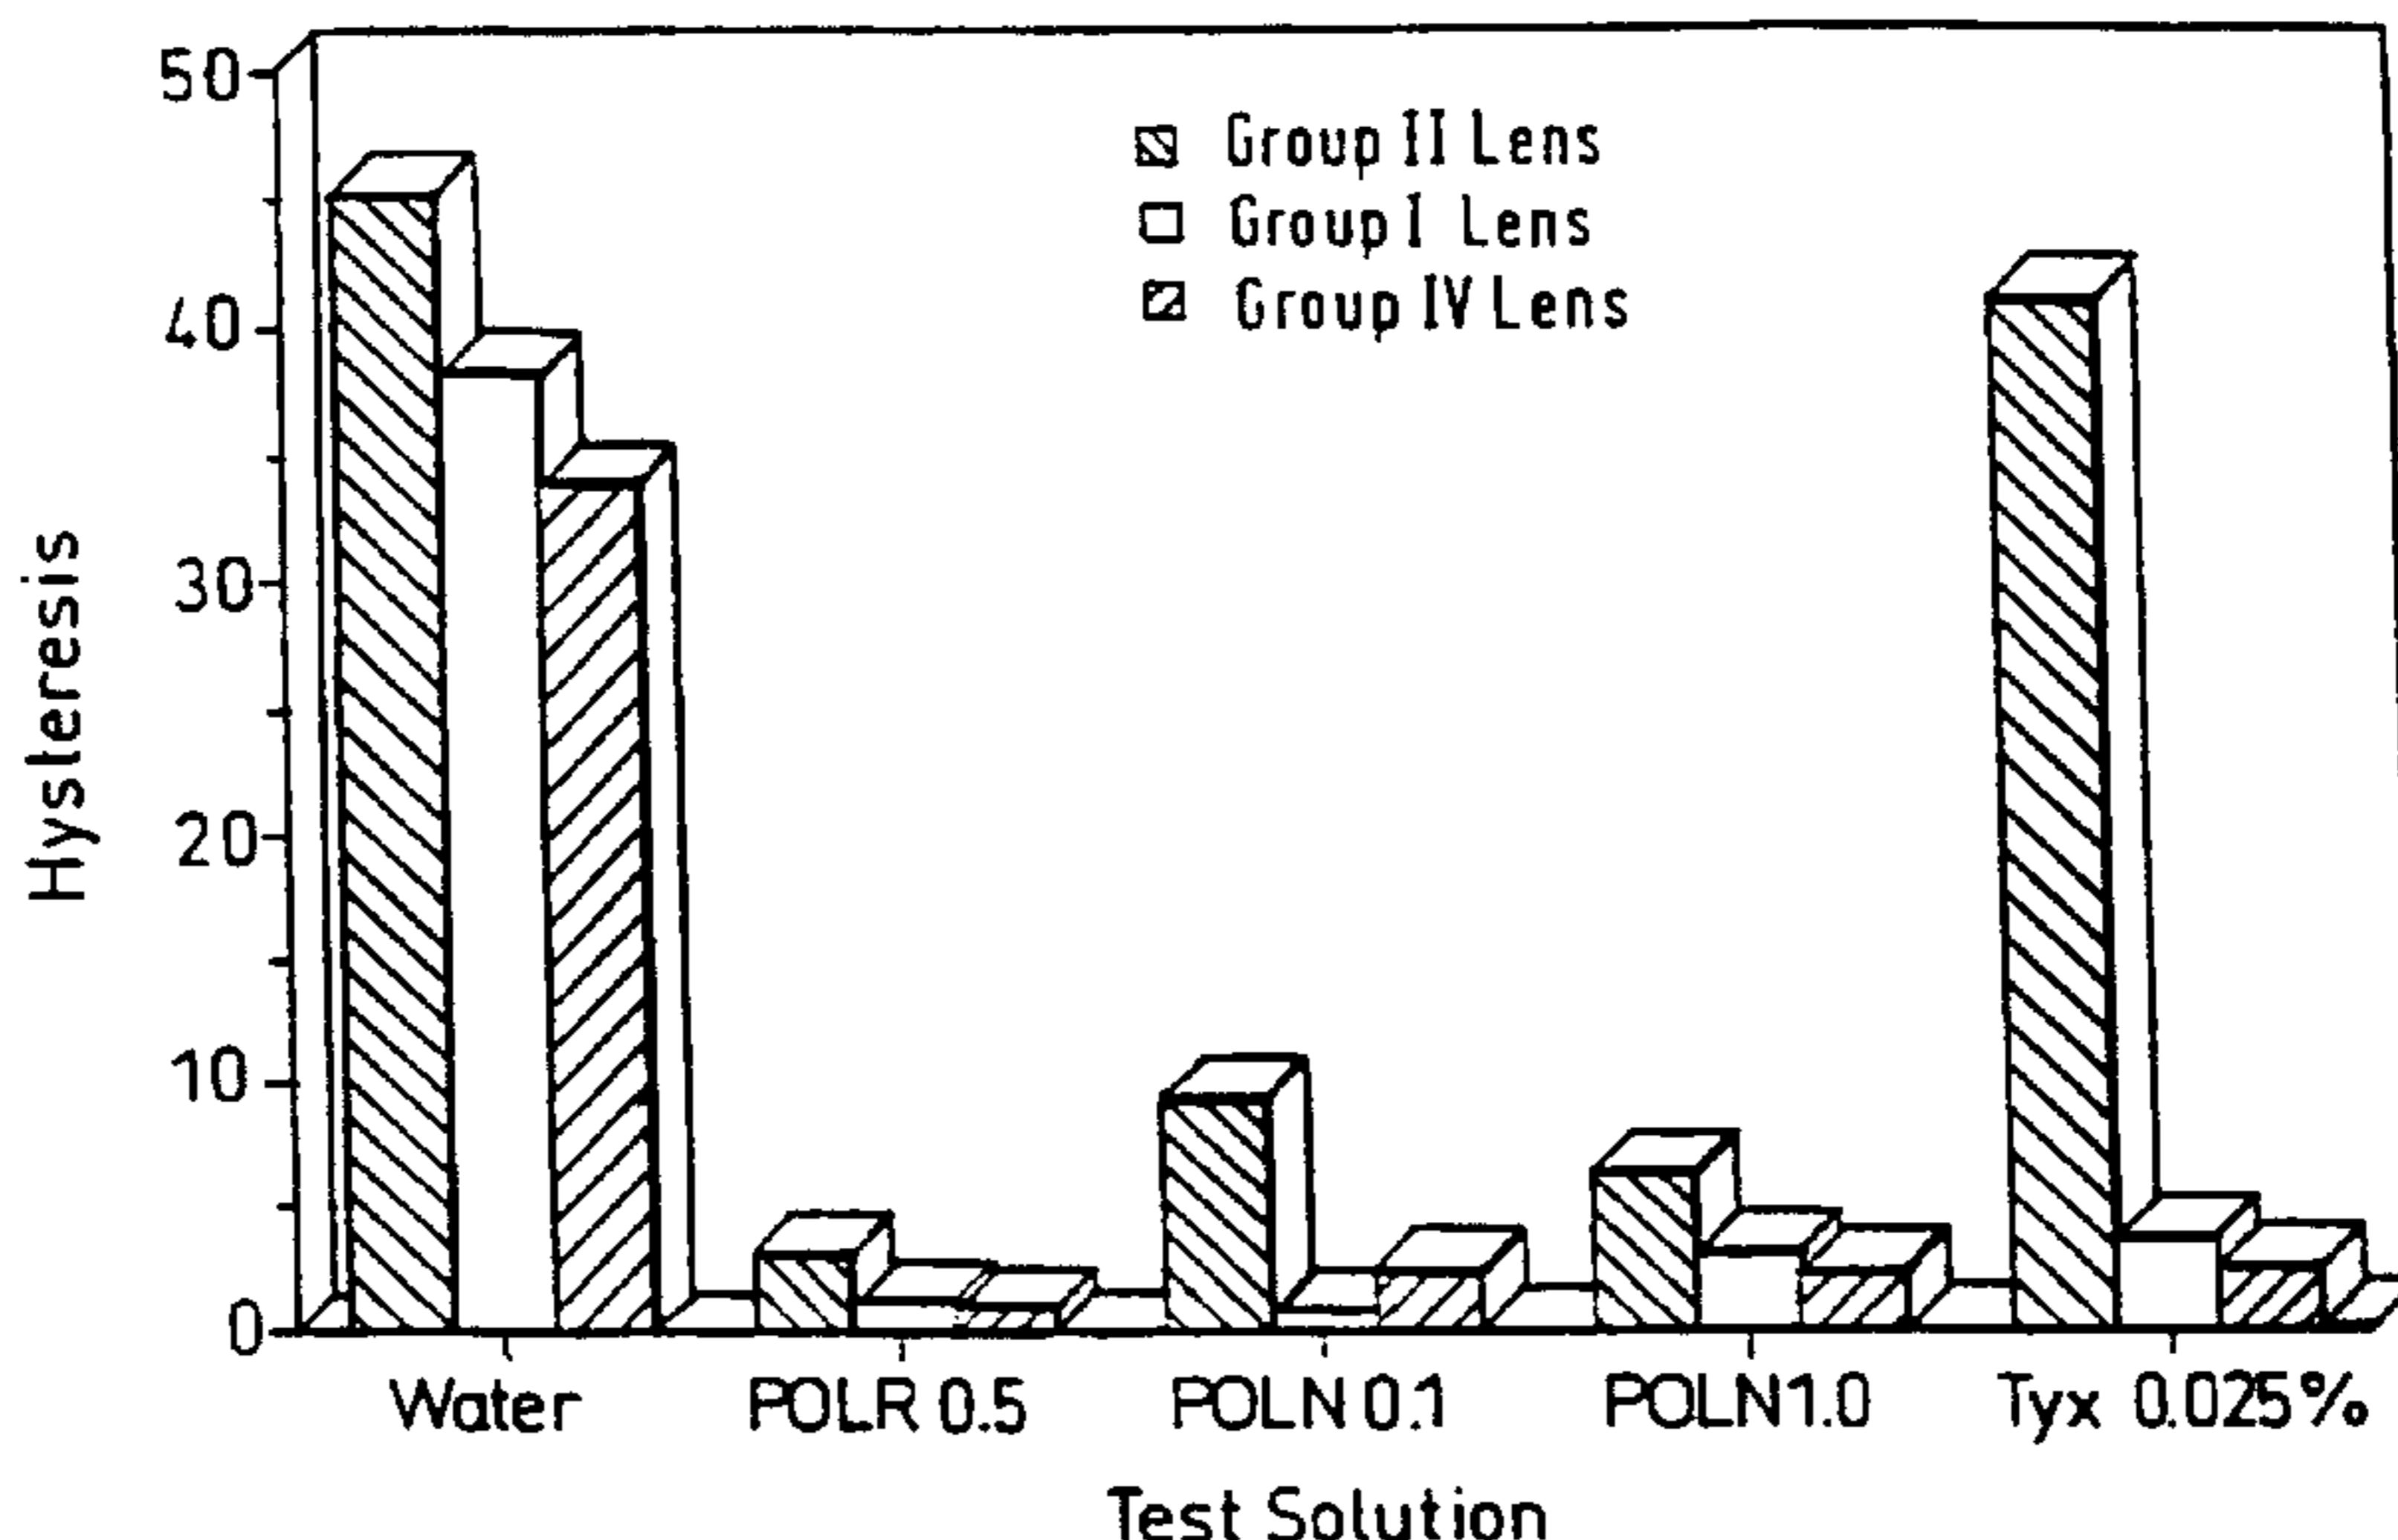 50
40
30
20
10
0
Hysteresis
Group II Lens
Group I Lens
Group IV Lens
Water
POLR 0.5
POLN 0.1
POLN 1.0
Tyx 0.025%
Test Solution